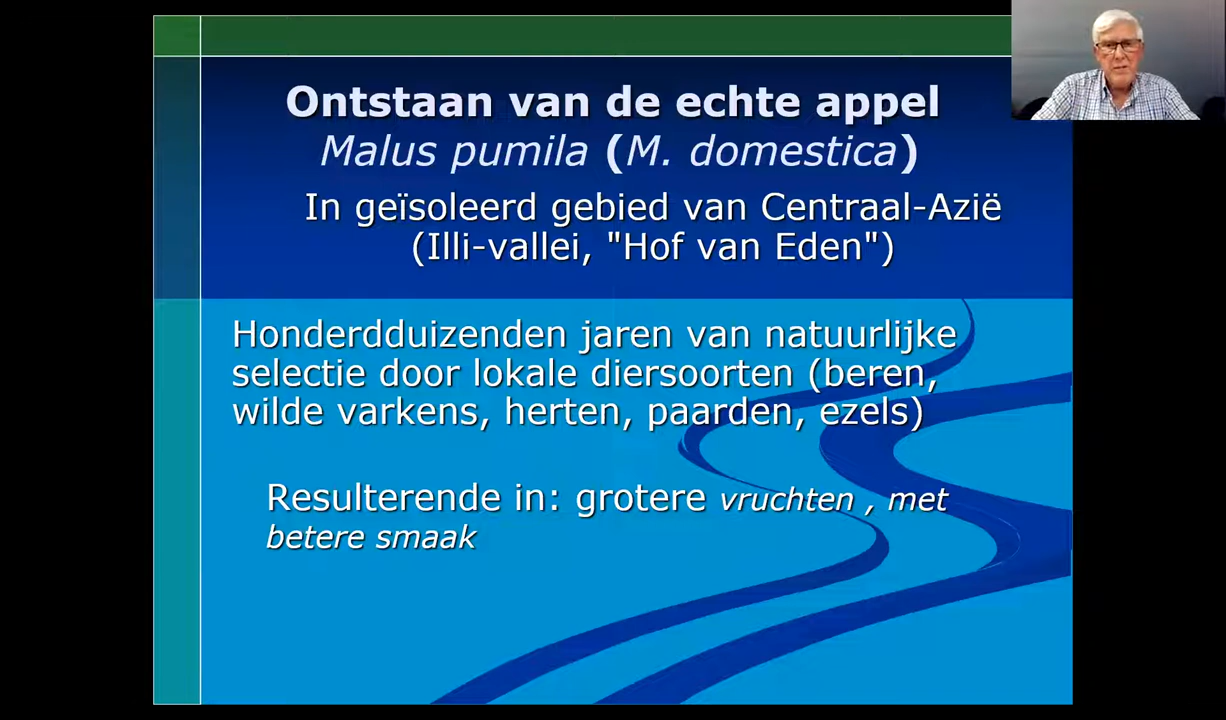 Ontstaan van de echte appel
Malus pumila (M. domestica)
In geïsoleerd gebied van Centraal-Azië
(Illi-vallei, "Hof van Eden")
Honderdduizenden jaren van natuurlijke
selectie door lokale diersoorten (beren,
wilde varkens, herten, paarden, ezels)
Resulterende in: grotere vruchten , met
betere smaak